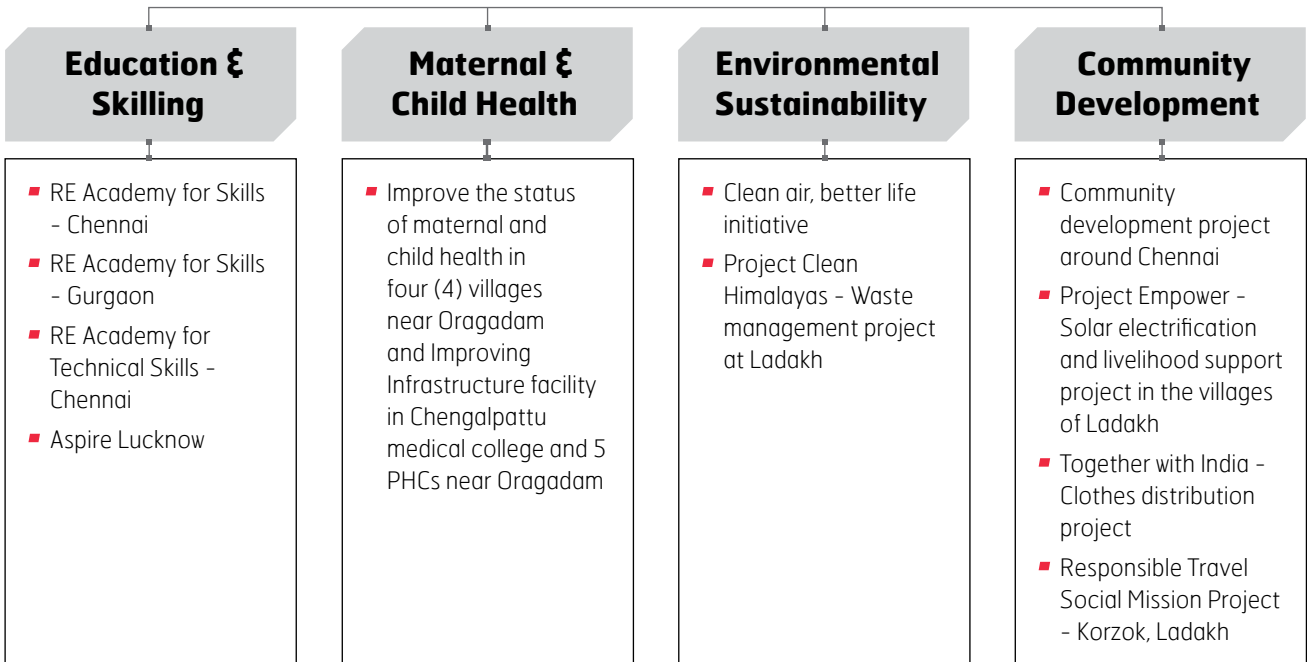 Education &
Skilling
RE Academy for Skills
- Chennai
RE Academy for Skills
- Gurgaon
RE Academy for
Technical Skills -
Chennai
Aspire Lucknow
Maternal &
Child Health
Improve the status
of maternal and
child health in
four (4) villages
near Oragadam
and Improving
Infrastructure facility
in Chengalpattu
medical college and 5
PHCs near Oragadam
Environmental
Sustainability
Clean air, better life
initiative
Project Clean
Himalayas - Waste
management project
at Ladakh
Community
Development
Community
development project
around Chennai
Project Empower -
Solar electrification
and livelihood support
project in the villages
of Ladakh
Together with India -
Clothes distribution
project
Responsible Travel
Social Mission Project
- Korzok, Ladakh